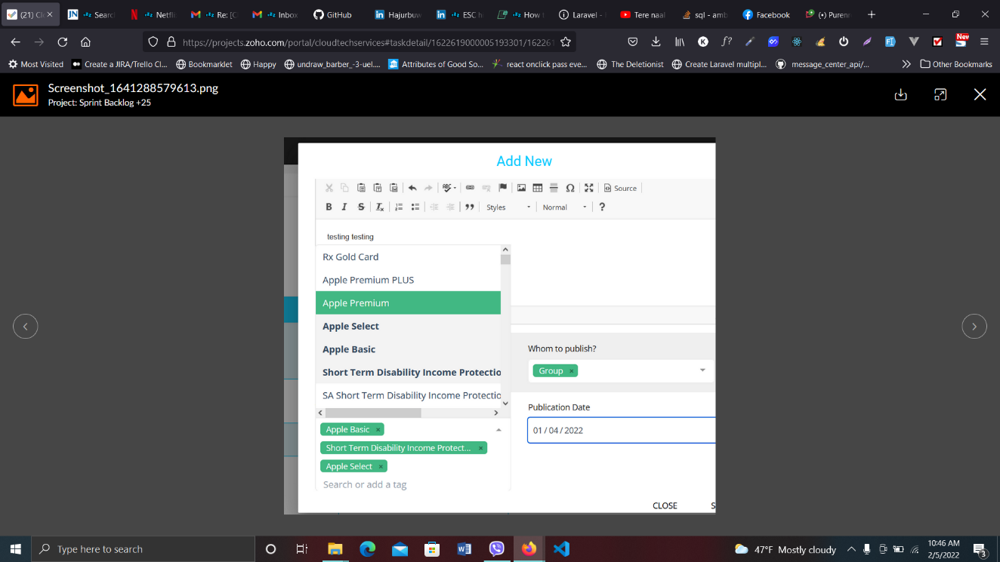 (21) Cl
Searc
Netfli
Re: [C
Inbox
GitHub
Hajurbuw
ESC h
How t
Laravel -
Tere naal
sql - amb
Facebook
(•) Puren
https://projects.zoho.com/portal/cloudtechservices#taskdetail/1622619000005193301/16226
Most Visited
Create a JIRA/Trello Cl...
Bookmarklet
Happy
undraw_barber_-3-uel....
Attributes of Good So...
react onclick pass eve...
The Deletionist
Create Laravel multipl...
message_center_api/...
Other Bookmarks
Screenshot_1641288579613.png
Project: Sprint Backlog +25
Add New
Source
Styles
Normal
testing testing
Rx Gold Card
Apple Premium PLUS
Apple Premium
Apple Select
Apple Basic
Short Term Disability Income Protectio
SA Short Term Disability Income Protectio
Apple Basic ×
Short Term Disability Income Protect... ×
Apple Select ×
Search or add a tag
Whom to publish?
Group ×
Publication Date
01 / 04 / 2022
CLOSE
S
Type here to search
47°F Mostly cloudy
10:46 AM
2/5/2022
3